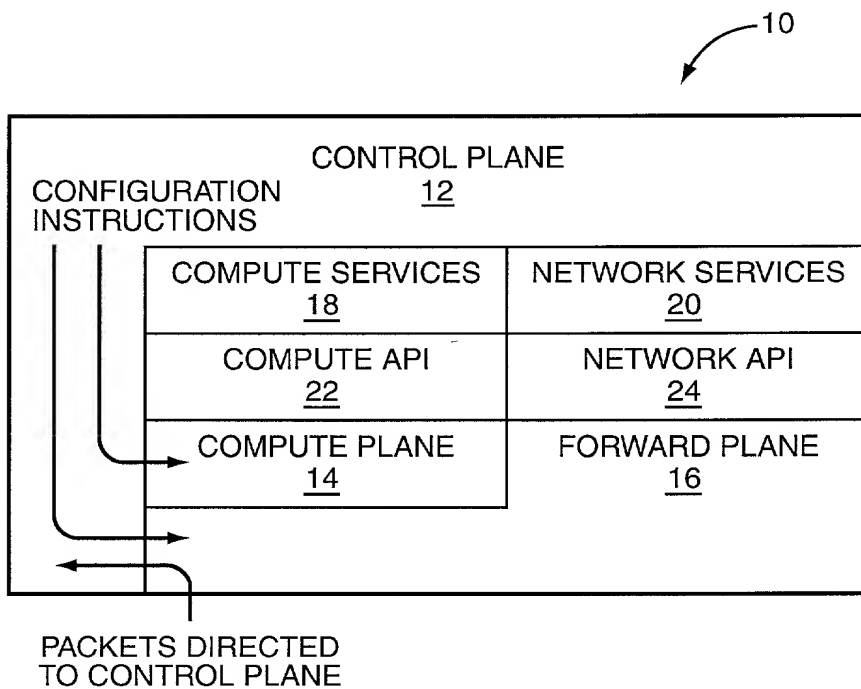 10
CONTROL PLANE
12
CONFIGURATION
INSTRUCTIONS
COMPUTE SERVICES
18
NETWORK SERVICES
20
COMPUTE API
22
NETWORK API
24
COMPUTE PLANE
14
FORWARD PLANE
16
PACKETS DIRECTED
TO CONTROL PLANE